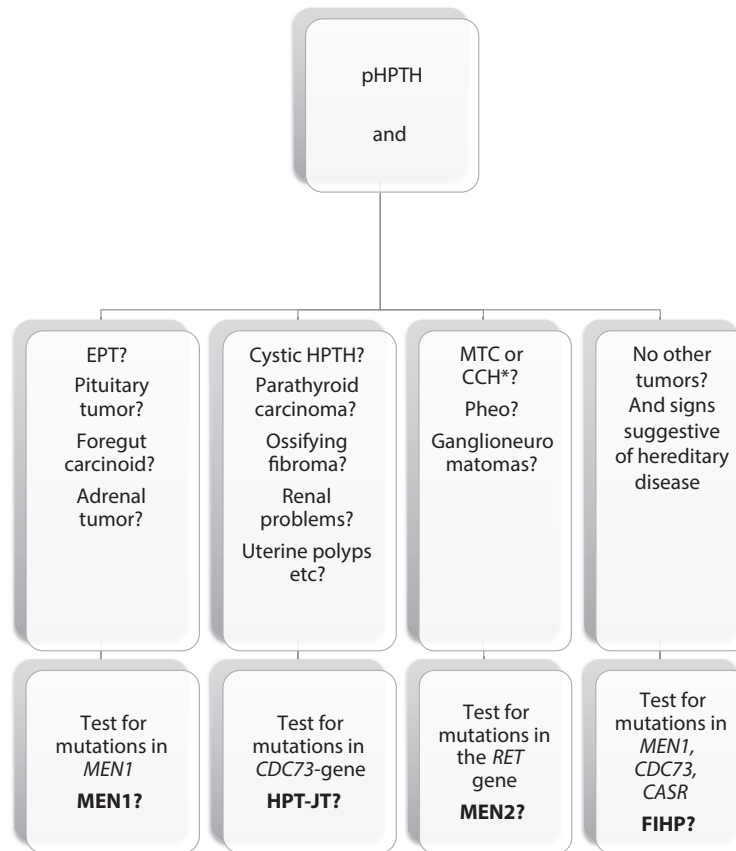 pHPTH
and
EPT?
Pituitary
tumor?
Foregut
carcinoid?
Adrenal
tumor?
Cystic HPTH?
Parathyroid
carcinoma?
Ossifying
fibroma?
Renal
problems?
Uterine polyps
etc?
MTC or
CCH*?
Pheo?
Ganglioneuro
matomas?
No other
tumors?
And signs
suggestive
of hereditary
disease
Test for
mutations in
MEN1
MEN1?
Test for
mutations in
CDC73-gene
HPT-JT?
Test for
mutations in
the RET
gene
MEN2?
Test for
mutations in
MEN1,
CDC73,
CASR
FIHP?